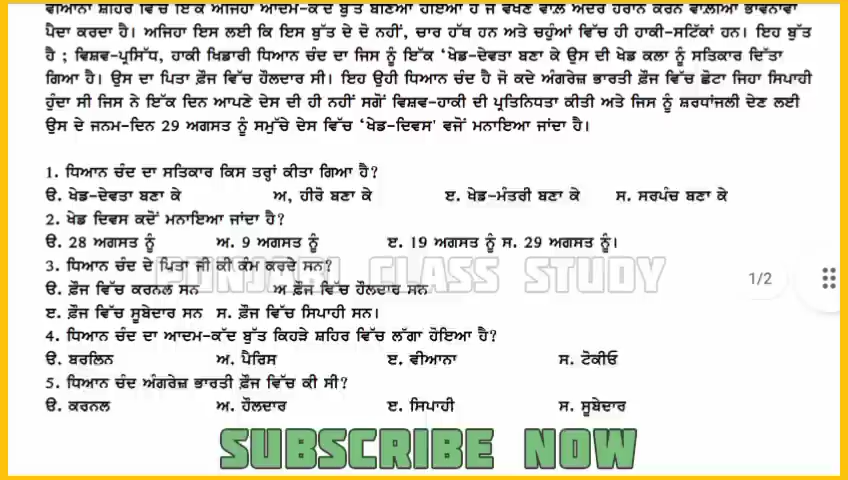 ਵੀਆਨਾ ਸ਼ਹਿਰ ਵਿੱਚ ਇੱਕ ਅਜਿਹਾ ਆਦਮ-ਕੱਦ ਬੁੱਤ ਬਣਿਆ ਹੋਇਆ ਹੈ ਜੋ ਵੇਖਣ ਵਾਲੇ ਅੰਦਰ ਹੈਰਾਨ ਕਰਨ ਵਾਲ਼ੀਆਂ ਭਾਵਨਾਵਾਂ
ਪੈਦਾ ਕਰਦਾ ਹੈ। ਅਜਿਹਾ ਇਸ ਲਈ ਕਿ ਇਸ ਬੁੱਤ ਦੇ ਦੋ ਨਹੀਂ, ਚਾਰ ਹੱਥ ਹਨ ਅਤੇ ਚਹੁੰਆਂ ਵਿੱਚ ਹੀ ਹਾਕੀ-ਸਟਿੱਕਾਂ ਹਨ। ਇਹ ਬੁੱਤ
ਹੈ ; ਵਿਸ਼ਵ-ਪ੍ਰਸਿੱਧ, ਹਾਕੀ ਖਿਡਾਰੀ ਧਿਆਨ ਚੰਦ ਦਾ ਜਿਸ ਨੂੰ ਇੱਕ 'ਖੇਡ-ਦੇਵਤਾ ਬਣਾ ਕੇ ਉਸ ਦੀ ਖੇਡ ਕਲਾ ਨੂੰ ਸਤਿਕਾਰ ਦਿੱਤਾ
ਗਿਆ ਹੈ। ਉਸ ਦਾ ਪਿਤਾ ਫ਼ੌਜ ਵਿੱਚ ਹੌਲਦਾਰ ਸੀ। ਇਹ ਉਹੀ ਧਿਆਨ ਚੰਦ ਹੈ ਜੋ ਕਦੇ ਅੰਗਰੇਜ਼ ਭਾਰਤੀ ਫ਼ੌਜ ਵਿੱਚ ਛੋਟਾ ਜਿਹਾ ਸਿਪਾਹੀ
ਹੁੰਦਾ ਸੀ ਜਿਸ ਨੇ ਇੱਕ ਦਿਨ ਆਪਣੇ ਦੇਸ ਦੀ ਹੀ ਨਹੀਂ ਸਗੋਂ ਵਿਸ਼ਵ-ਹਾਕੀ ਦੀ ਪ੍ਰਤਿਨਿਧਤਾ ਕੀਤੀ ਅਤੇ ਜਿਸ ਨੂੰ ਸ਼ਰਧਾਂਜਲੀ ਦੇਣ ਲਈ
ਉਸ ਦੇ ਜਨਮ-ਦਿਨ 29 ਅਗਸਤ ਨੂੰ ਸਮੁੱਚੇ ਦੇਸ ਵਿੱਚ 'ਖੇਡ-ਦਿਵਸ' ਵਜੋਂ ਮਨਾਇਆ ਜਾਂਦਾ ਹੈ।
1. ਧਿਆਨ ਚੰਦ ਦਾ ਸਤਿਕਾਰ ਕਿਸ ਤਰ੍ਹਾਂ ਕੀਤਾ ਗਿਆ ਹੈ?
ੳ. ਖੇਡ-ਦੇਵਤਾ ਬਣਾ ਕੇ ਅ, ਹੀਰੋ ਬਣਾ ਕੇ ੲ. ਖੇਡ-ਮੰਤਰੀ ਬਣਾ ਕੇ ਸ. ਸਰਪੰਚ ਬਣਾ ਕੇ
2. ਖੇਡ ਦਿਵਸ ਕਦੋਂ ਮਨਾਇਆ ਜਾਂਦਾ ਹੈ?
ੳ. 28 ਅਗਸਤ ਨੂੰ ਅ. 9 ਅਗਸਤ ਨੂੰ ੲ. 19 ਅਗਸਤ ਨੂੰ ਸ. 29 ਅਗਸਤ ਨੂੰ।
3. ਧਿਆਨ ਚੰਦ ਦੇ ਪਿਤਾ ਜੀ ਕੀ ਕੰਮ ਕਰਦੇ ਸਨ?
PUNJABI CLASS STUDY
1/2
ੳ. ਫ਼ੌਜ ਵਿੱਚ ਕਰਨਲ ਸਨ ਅ ਫ਼ੌਜ ਵਿੱਚ ਹੌਲਦਾਰ ਸਨ
ੲ. ਫ਼ੌਜ ਵਿੱਚ ਸੂਬੇਦਾਰ ਸਨ ਸ. ਫ਼ੌਜ ਵਿੱਚ ਸਿਪਾਹੀ ਸਨ।
4. ਧਿਆਨ ਚੰਦ ਦਾ ਆਦਮ-ਕੱਦ ਬੁੱਤ ਕਿਹੜੇ ਸ਼ਹਿਰ ਵਿੱਚ ਲੱਗਾ ਹੋਇਆ ਹੈ?
ੳ. ਬਰਲਿਨ ਅ. ਪੈਰਿਸ ੲ. ਵੀਆਨਾ ਸ. ਟੋਕੀਓ
5. ਧਿਆਨ ਚੰਦ ਅੰਗਰੇਜ਼ ਭਾਰਤੀ ਫ਼ੌਜ ਵਿੱਚ ਕੀ ਸੀ?
ੳ. ਕਰਨਲ ਅ. ਹੌਲਦਾਰ ੲ. ਸਿਪਾਹੀ ਸ. ਸੂਬੇਦਾਰ
SUBSCRIBE NOW